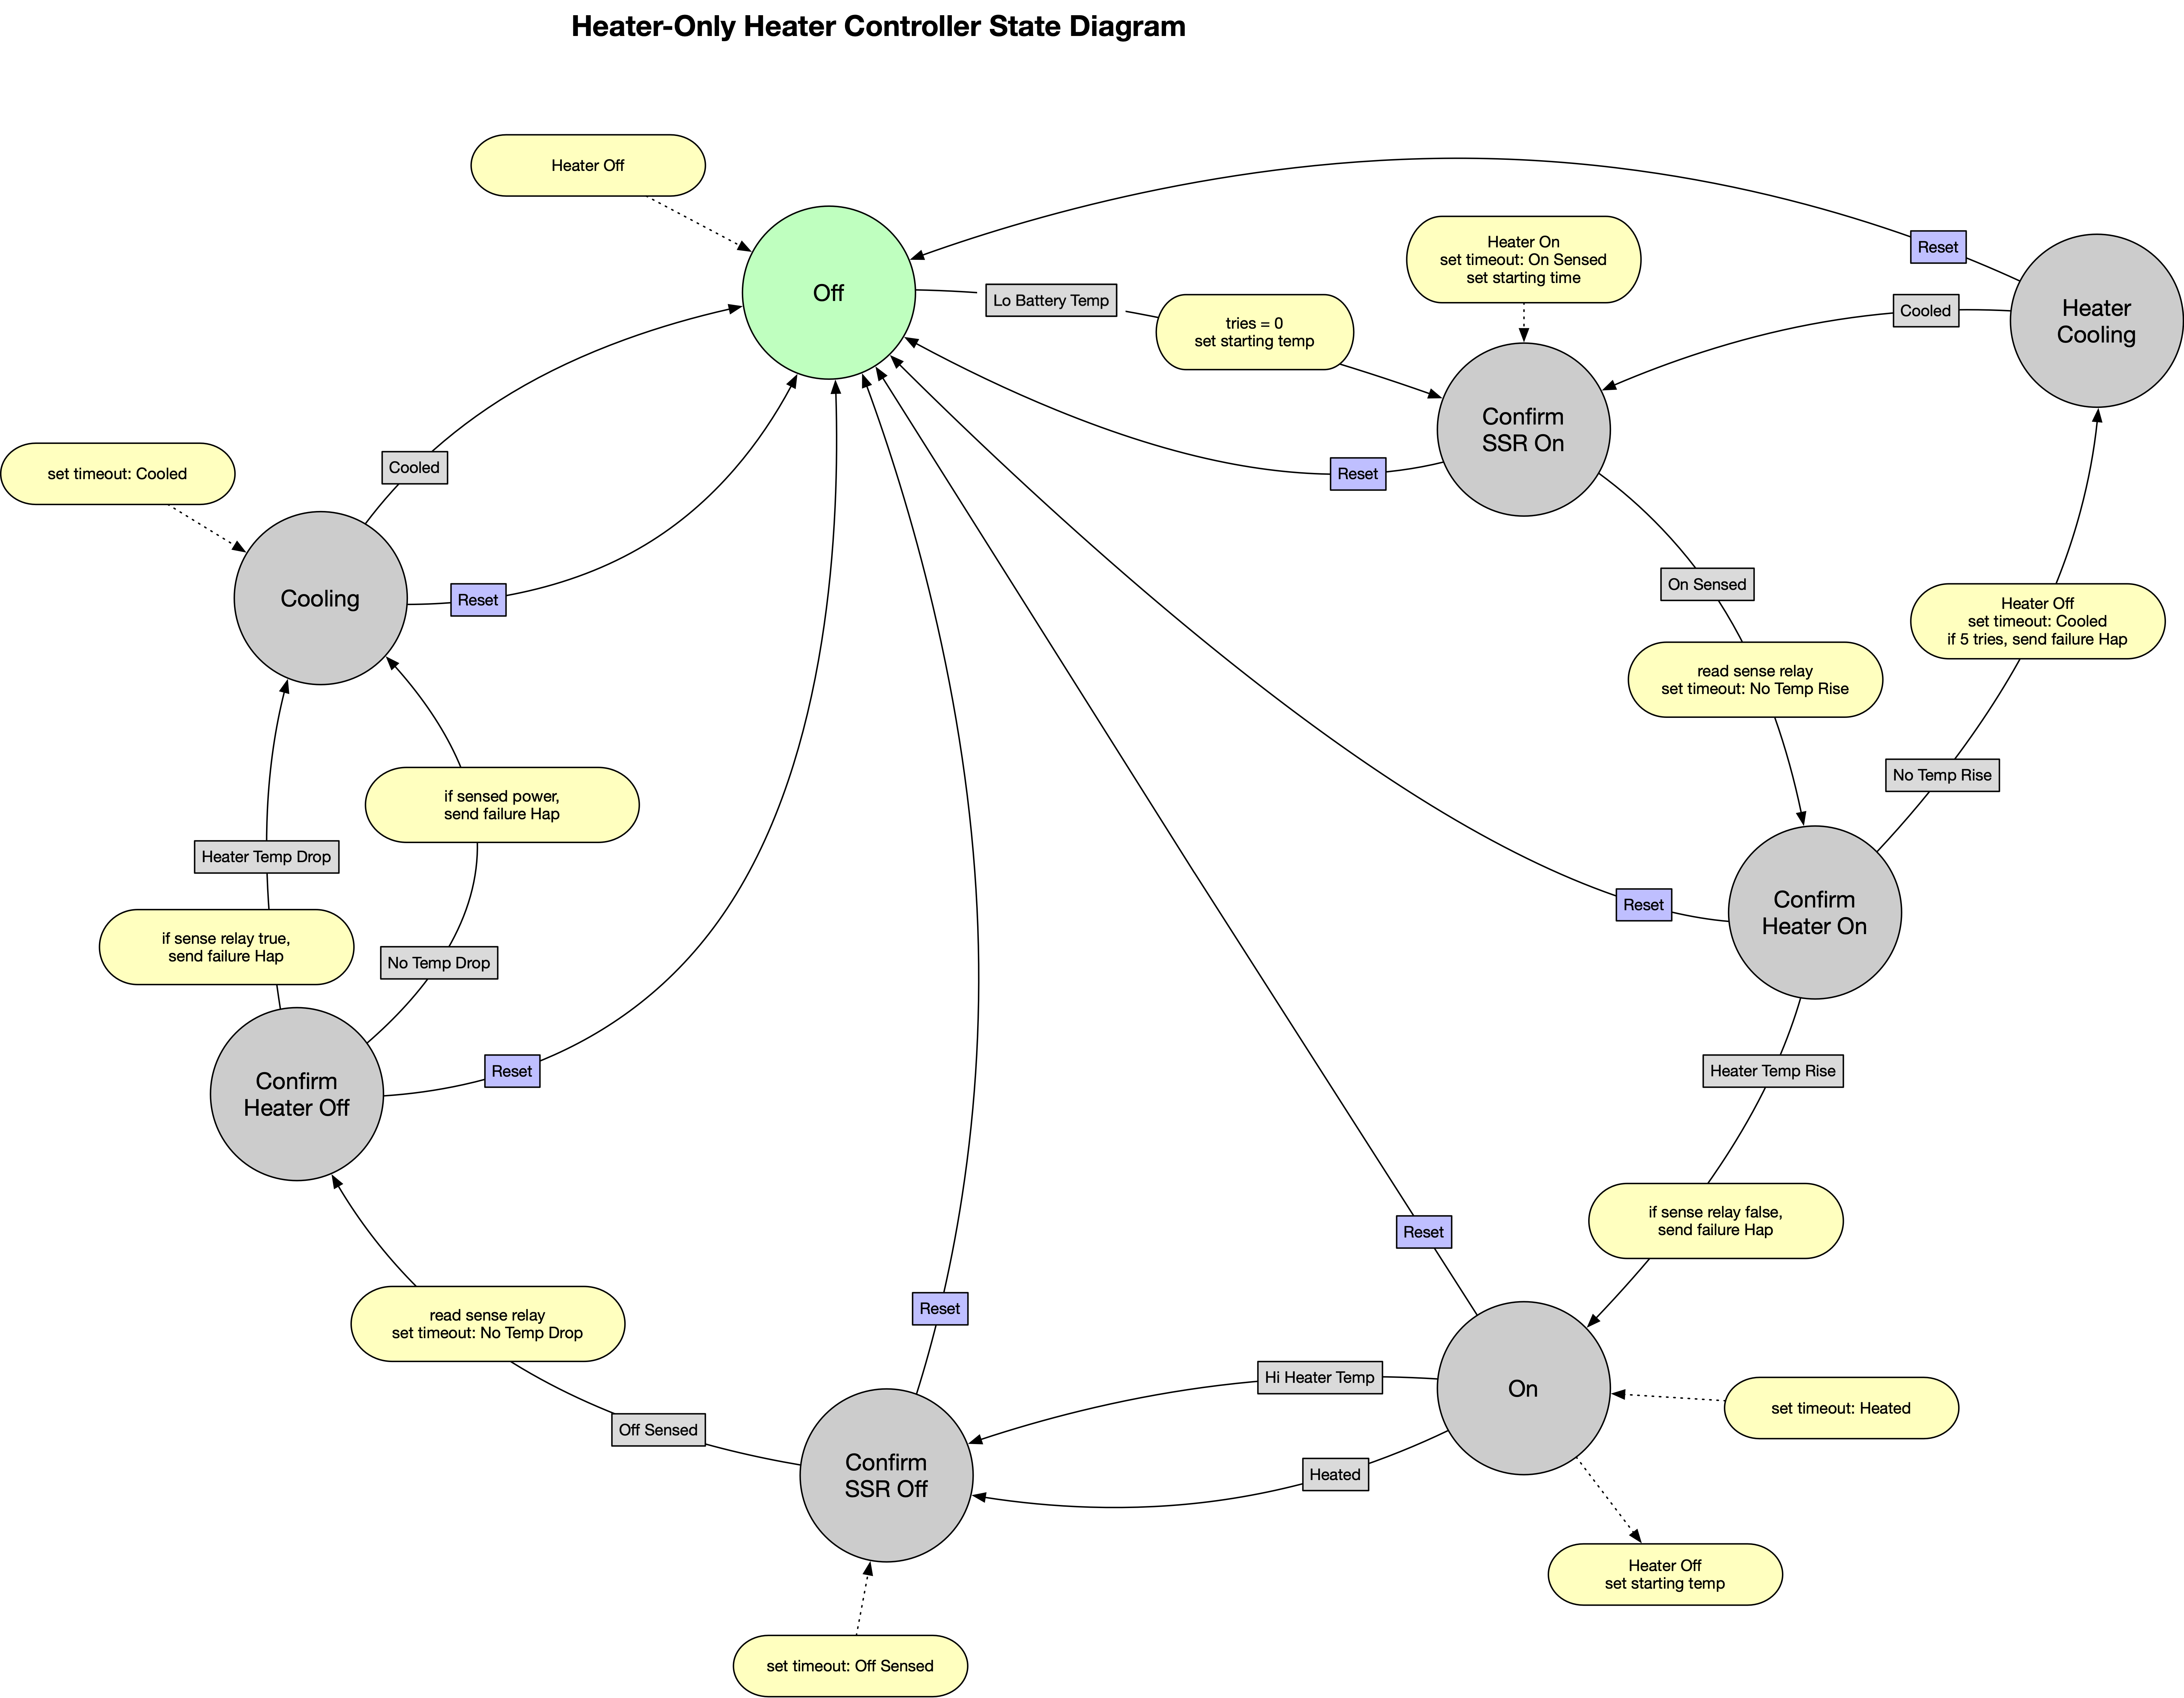 Heater-Only Heater Controller State Diagram
Heater Off
Off
Lo Battery Temp
tries = 0
set starting temp
Heater On
set timeout: On Sensed
set starting time
Reset
Cooled
Heater
Cooling
Confirm
SSR On
Reset
set timeout: Cooled
Cooled
Cooling
Reset
On Sensed
read sense relay
set timeout: No Temp Rise
Heater Off
set timeout: Cooled
if 5 tries, send failure Hap
No Temp Rise
if sensed power,
send failure Hap
Heater Temp Drop
if sense relay true,
send failure Hap
No Temp Drop
Reset
Confirm
Heater On
Confirm
Heater Off
Reset
Heater Temp Rise
if sense relay false,
send failure Hap
Reset
Reset
read sense relay
set timeout: No Temp Drop
Off Sensed
Hi Heater Temp
On
set timeout: Heated
Heated
Confirm
SSR Off
Heater Off
set starting temp
set timeout: Off Sensed